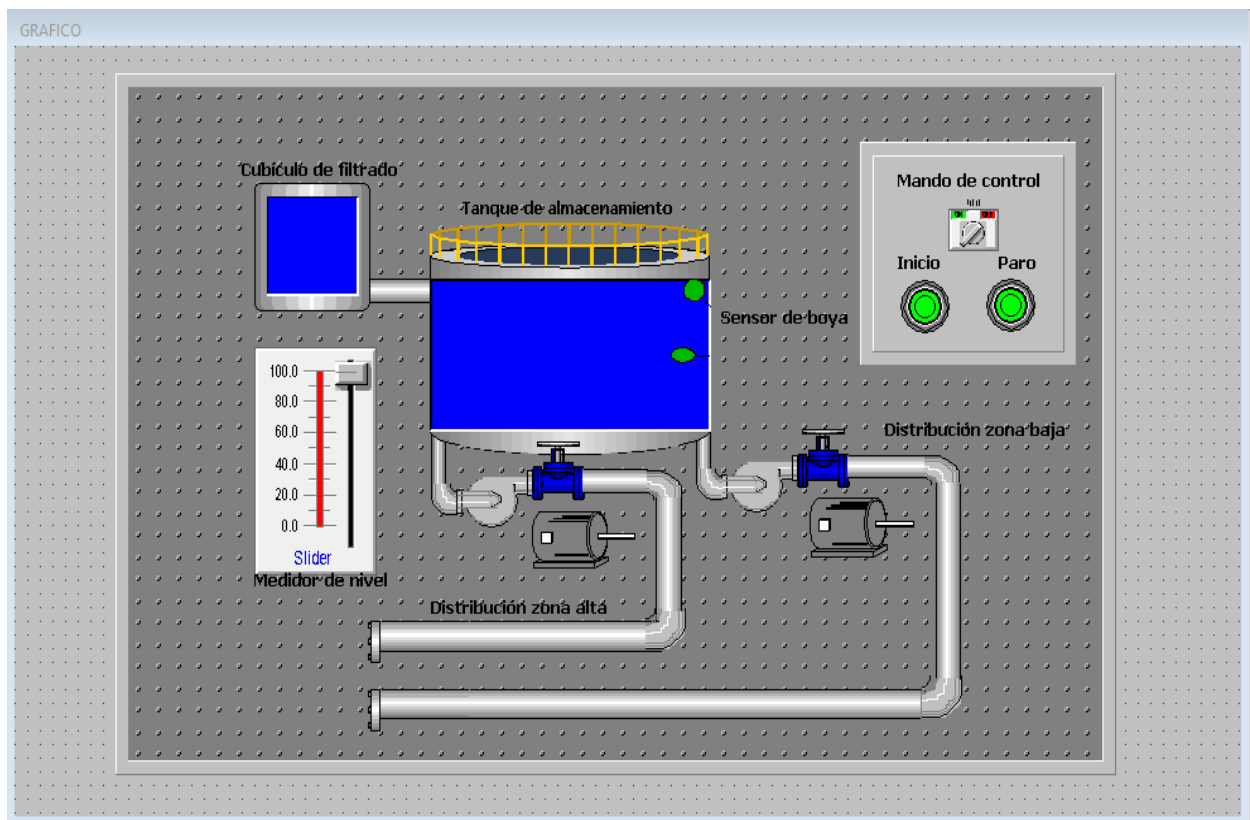 GRAFICO
Cubículo de filtrado
Tanque de almacenamiento
Mando de control
ON
OFF
Inicio
Paro
Sensor de boya
100.0
80.0
60.0
40.0
20.0
0.0
Slider
Medidor de nivel
Distribución zona baja
Distribución zona alta